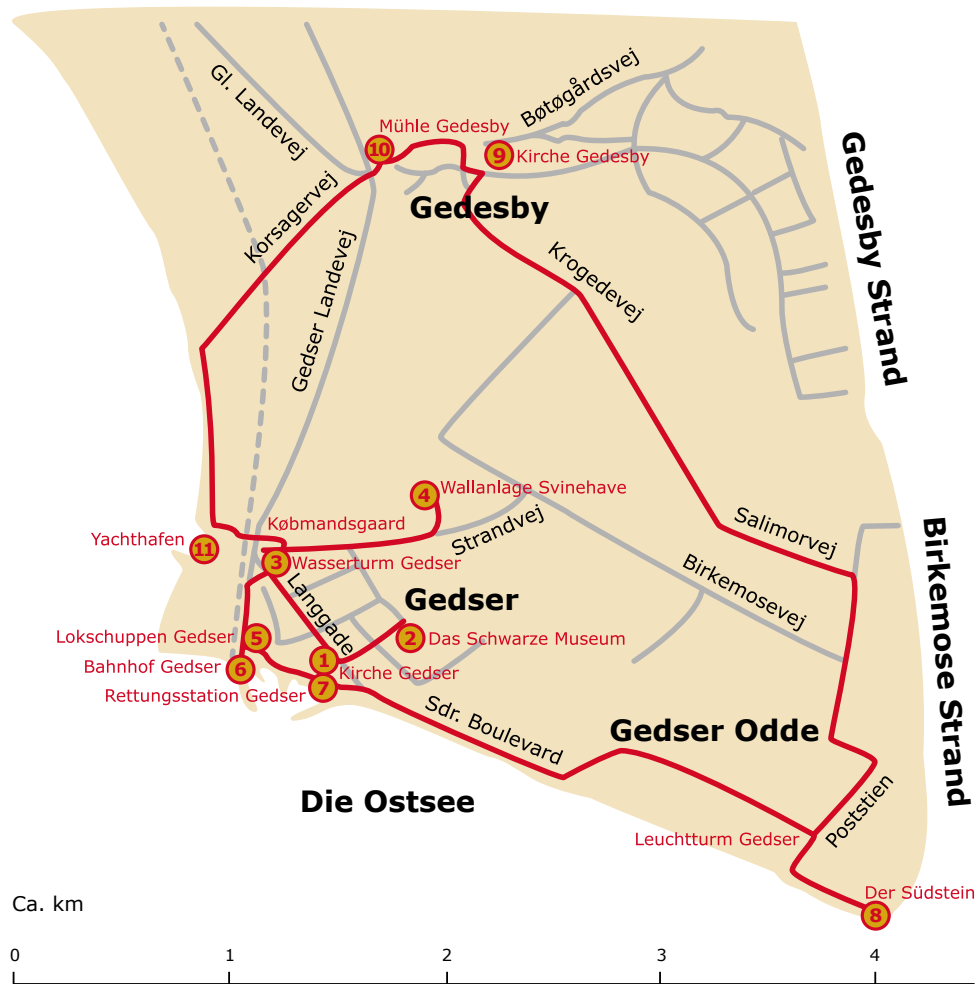 Bøtøgårdsvej
Gl. Landevej
Mühle Gedesby
10
9
Kirche Gedesby
Gedesby Strand
Gedesby
Korsagervej
Krogedevej
Gedser Landevej
4
Wallanlage Svinehave
Købmandsgaard
Strandvej
Salimorvej
Yachthafen
11
3
Wasserturm Gedser
Birkemosevej
Birkemose Strand
Langgade
Gedser
Lokschuppen Gedser
5
2
Das Schwarze Museum
Bahnhof Gedser
6
1
Kirche Gedser
Rettungsstation Gedser
7
Sdr. Boulevard
Gedser Odde
Die Ostsee
Poststien
Leuchtturm Gedser
Der Südstein
8
Ca. km
0 1 2 3 4